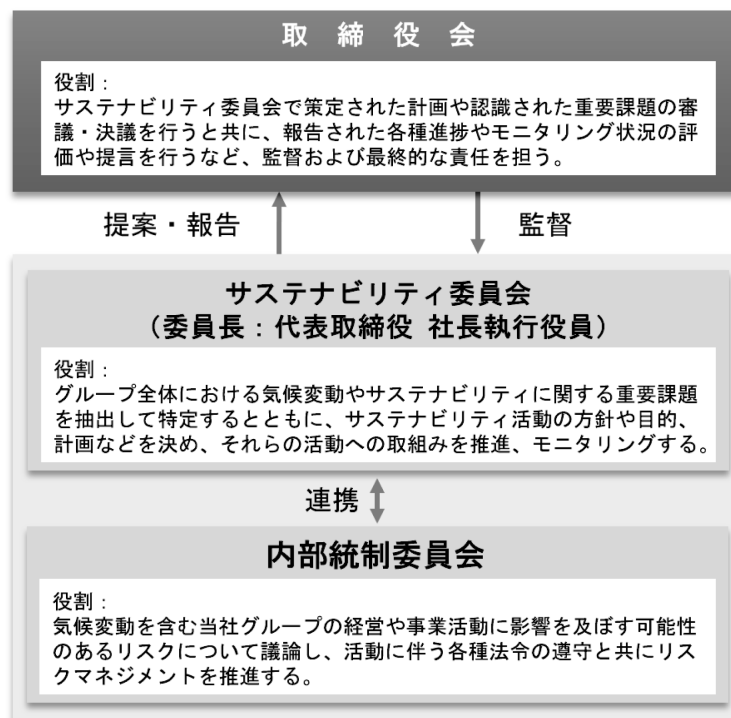 取締役会
役割：
サステナビリティ委員会で策定された計画や認識された重要課題の審
議・決議を行うと共に、報告された各種進捗やモニタリング状況の評
価や提言を行うなど、監督および最終的な責任を担う。
提案・報告
監督
サステナビリティ委員会
（委員長：代表取締役 社長執行役員）
役割：
グループ全体における気候変動やサステナビリティに関する重要課題
を抽出して特定するとともに、サステナビリティ活動の方針や目的、
計画などを決め、それらの活動への取組みを推進、モニタリングする。
連携
内部統制委員会
役割：
気候変動を含む当社グループの経営や事業活動に影響を及ぼす可能性
のあるリスクについて議論し、活動に伴う各種法令の遵守と共にリス
クマネジメントを推進する。